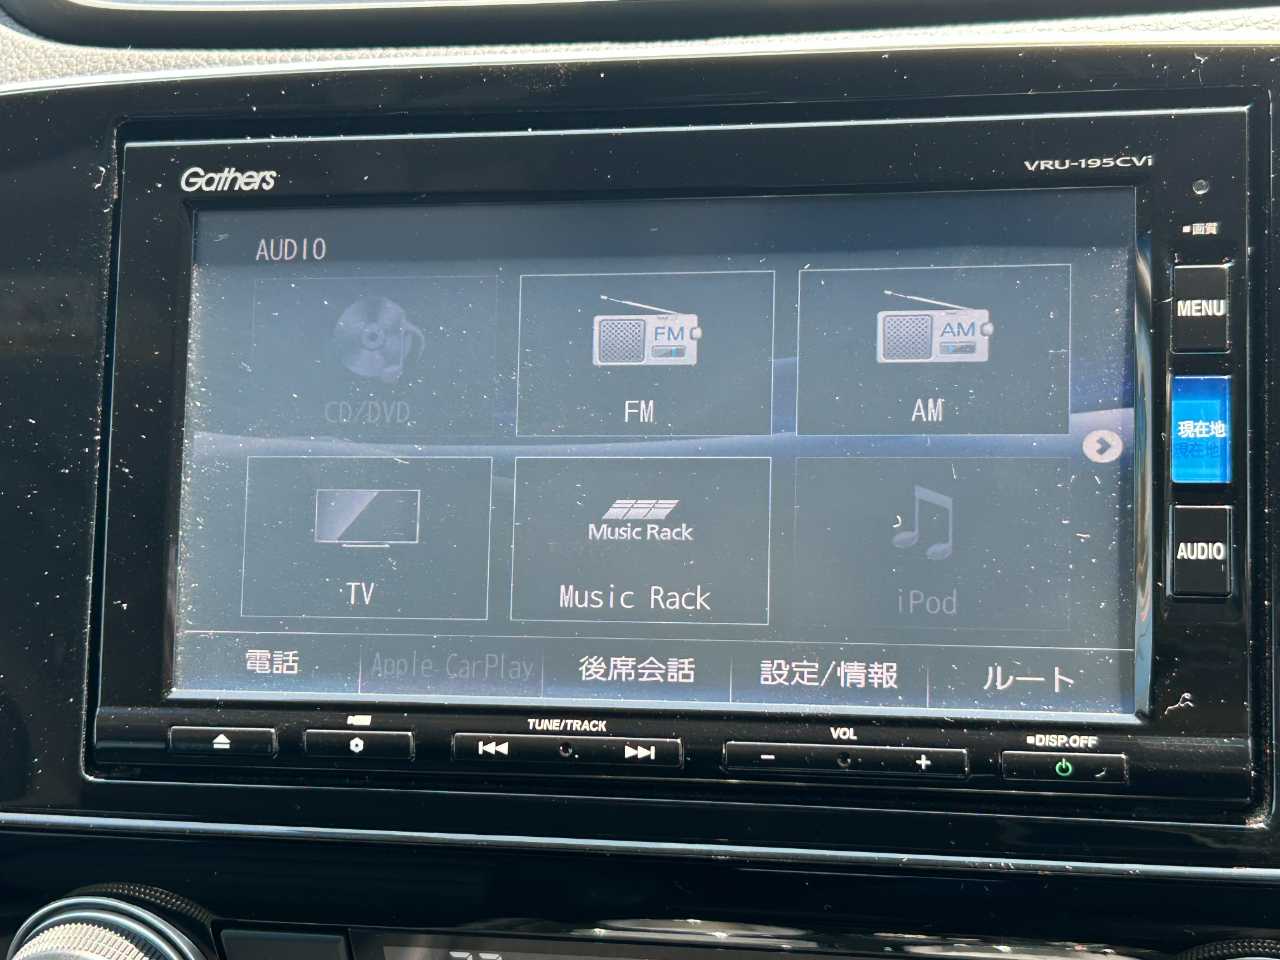 Gathers
VRU-195CVi
AUDIO
■画質
CD/DVD
FM
FM
AM
AM
MENU
現在地
AUDIO
TV
Music Rack
Music Rack
iPod
電話
Apple CarPlay
後席会話
設定/情報
ルート
TUNE/TRACK
VOL
■DISP.OFF
− +